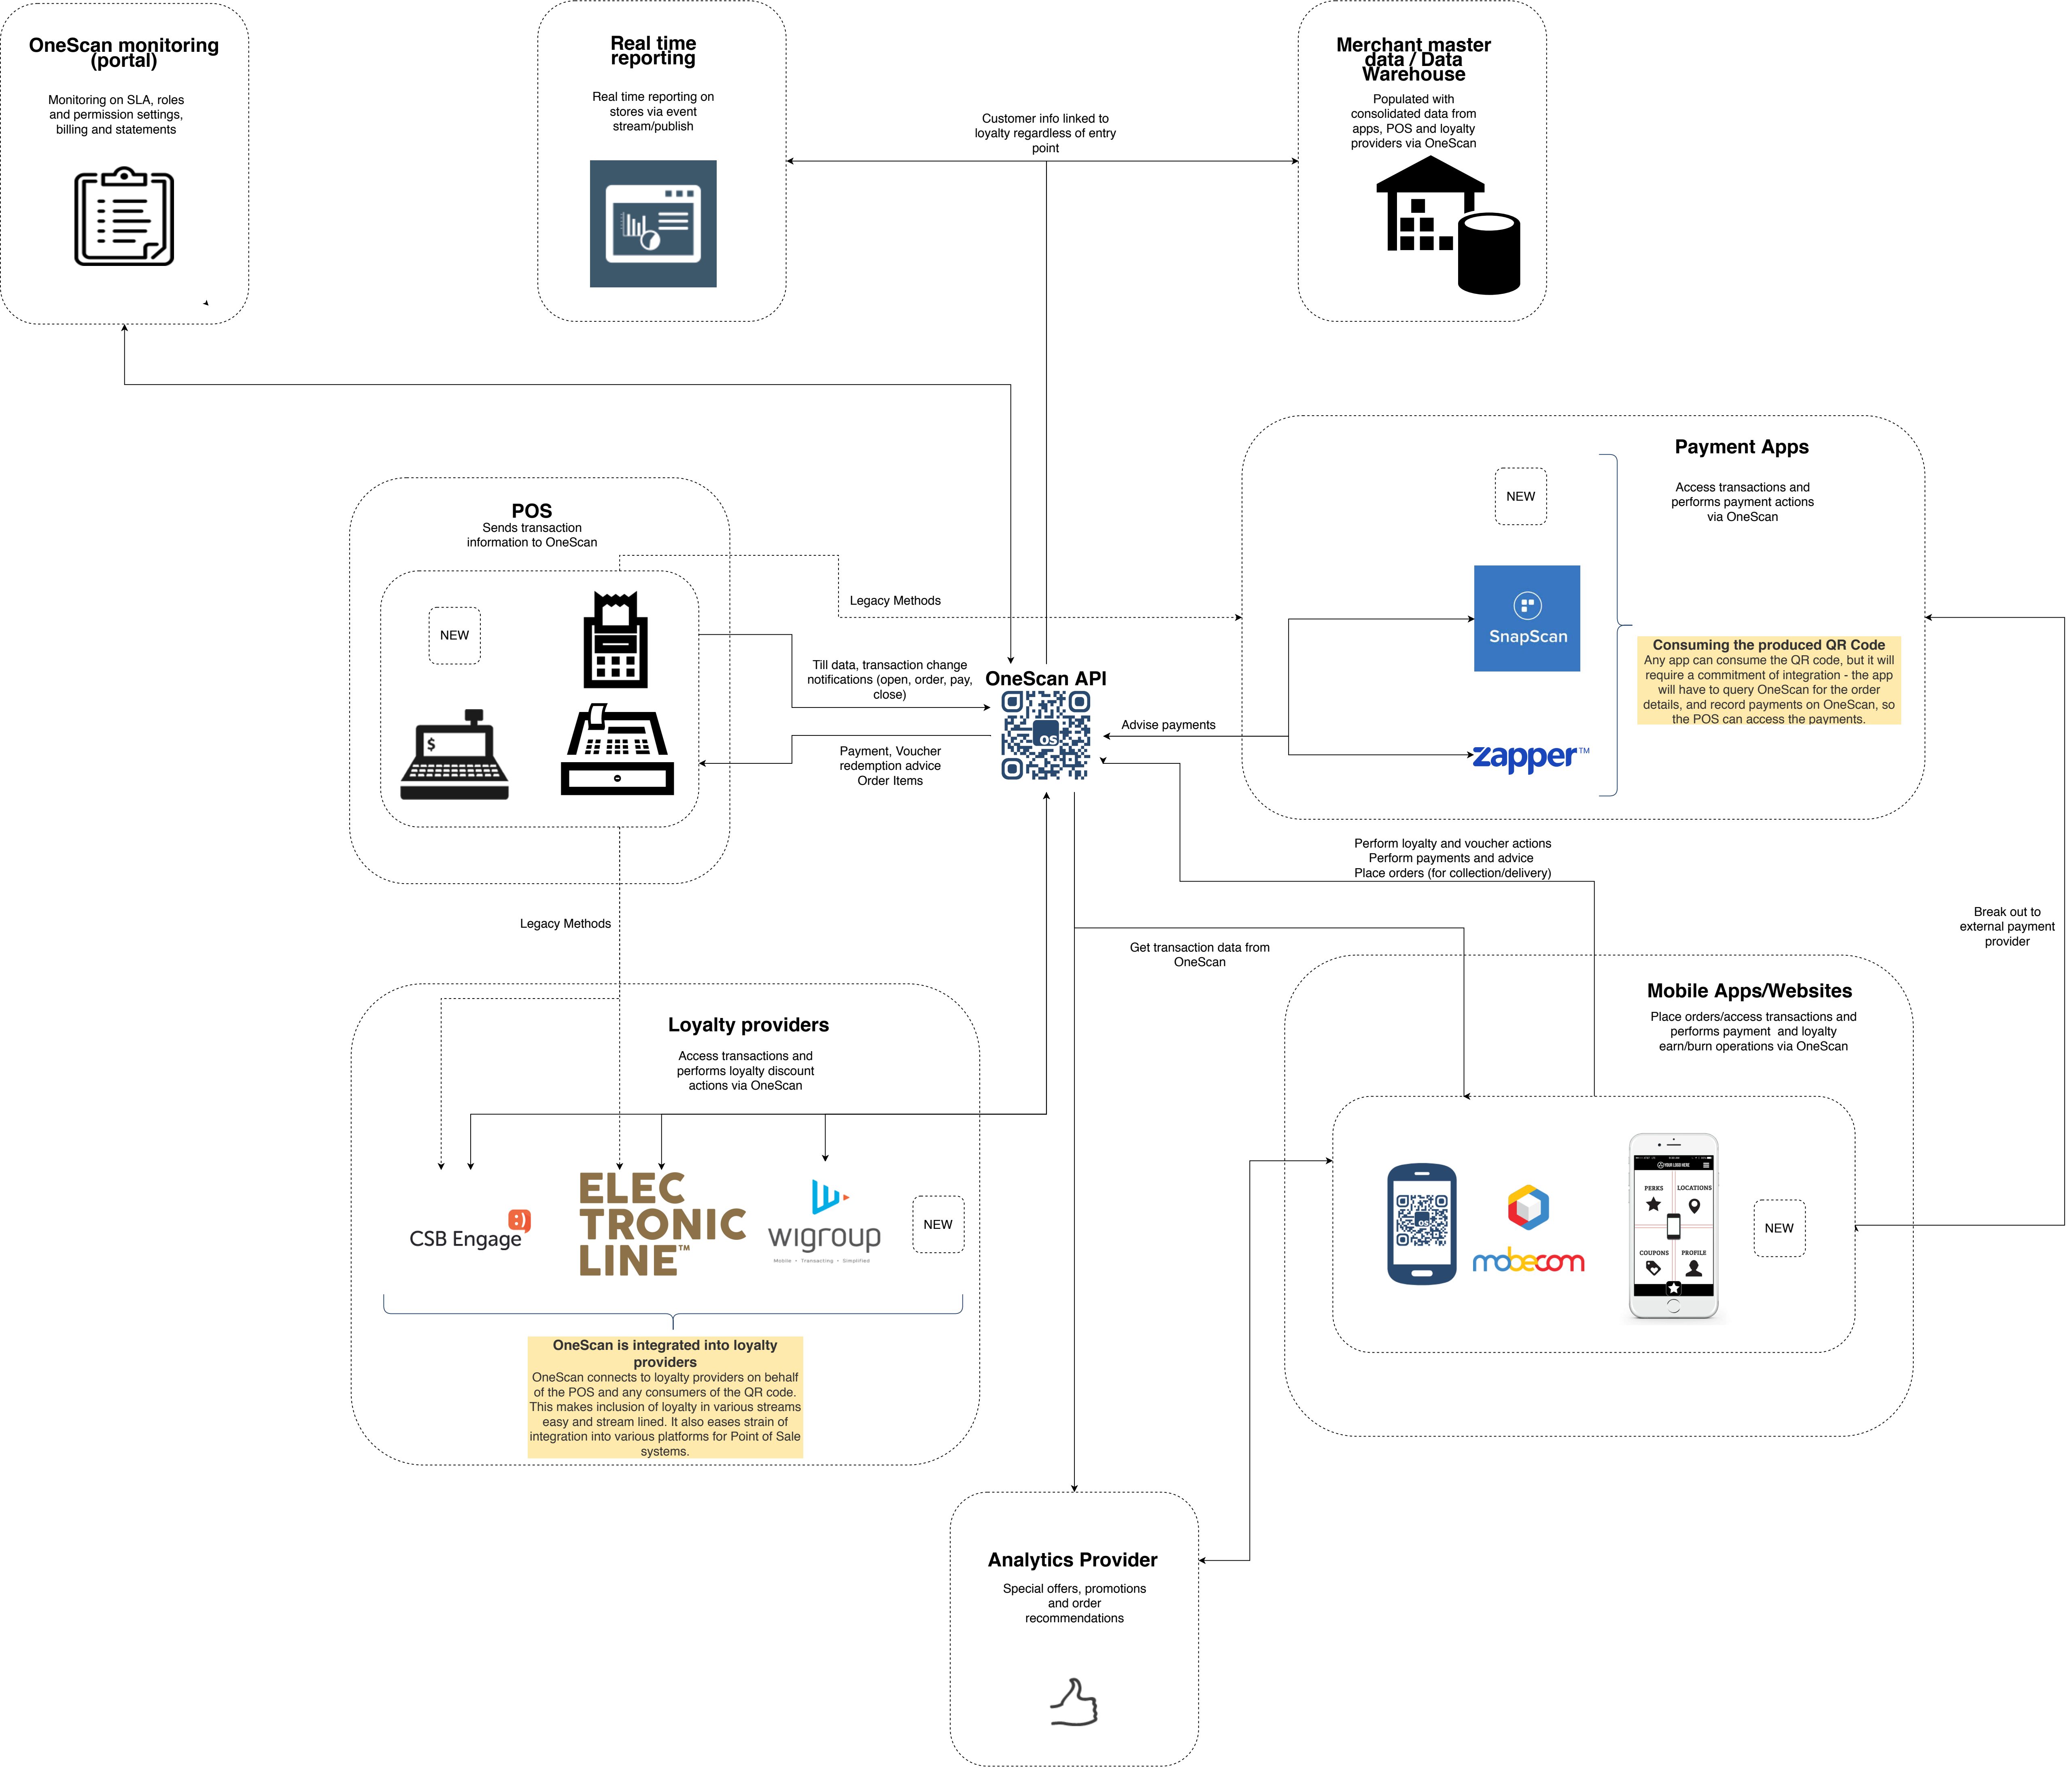 OneScan monitoring
(portal)
Monitoring on SLA, roles
and permission settings,
billing and statements
Real time
reporting
Real time reporting on
stores via event
stream/publish
Customer info linked to
loyalty regardless of entry
point
Merchant master
data / Data
Warehouse
Populated with
consolidated data from
apps, POS and loyalty
providers via OneScan
POS
Sends transaction
information to OneScan
NEW
$
Legacy Methods
Till data, transaction change
notifications (open, order, pay,
close)
Payment, Voucher
redemption advice
Order Items
OneScan API
os
Advise payments
Payment Apps
Access transactions and
performs payment actions
via OneScan
NEW
SnapScan
zapper™
Consuming the produced QR Code
Any app can consume the QR code, but it will
require a commitment of integration - the app
will have to query OneScan for the order
details, and record payments on OneScan, so
the POS can access the payments.
Perform loyalty and voucher actions
Perform payments and advice
Place orders (for collection/delivery)
Legacy Methods
Get transaction data from
OneScan
Break out to
external payment
provider
Loyalty providers
Access transactions and
performs loyalty discount
actions via OneScan
CSB Engage
ELEC
TRONIC
LINE™
wigroup
Mobile • Transacting • Simplified
NEW
OneScan is integrated into loyalty
providers
OneScan connects to loyalty providers on behalf
of the POS and any consumers of the QR code.
This makes inclusion of loyalty in various streams
easy and stream lined. It also eases strain of
integration into various platforms for Point of Sale
systems.
Mobile Apps/Websites
Place orders/access transactions and
performs payment and loyalty
earn/burn operations via OneScan
os
mobecom
YOUR LOGO HERE
PERKS
LOCATIONS
COUPONS
PROFILE
NEW
Analytics Provider
Special offers, promotions
and order
recommendations